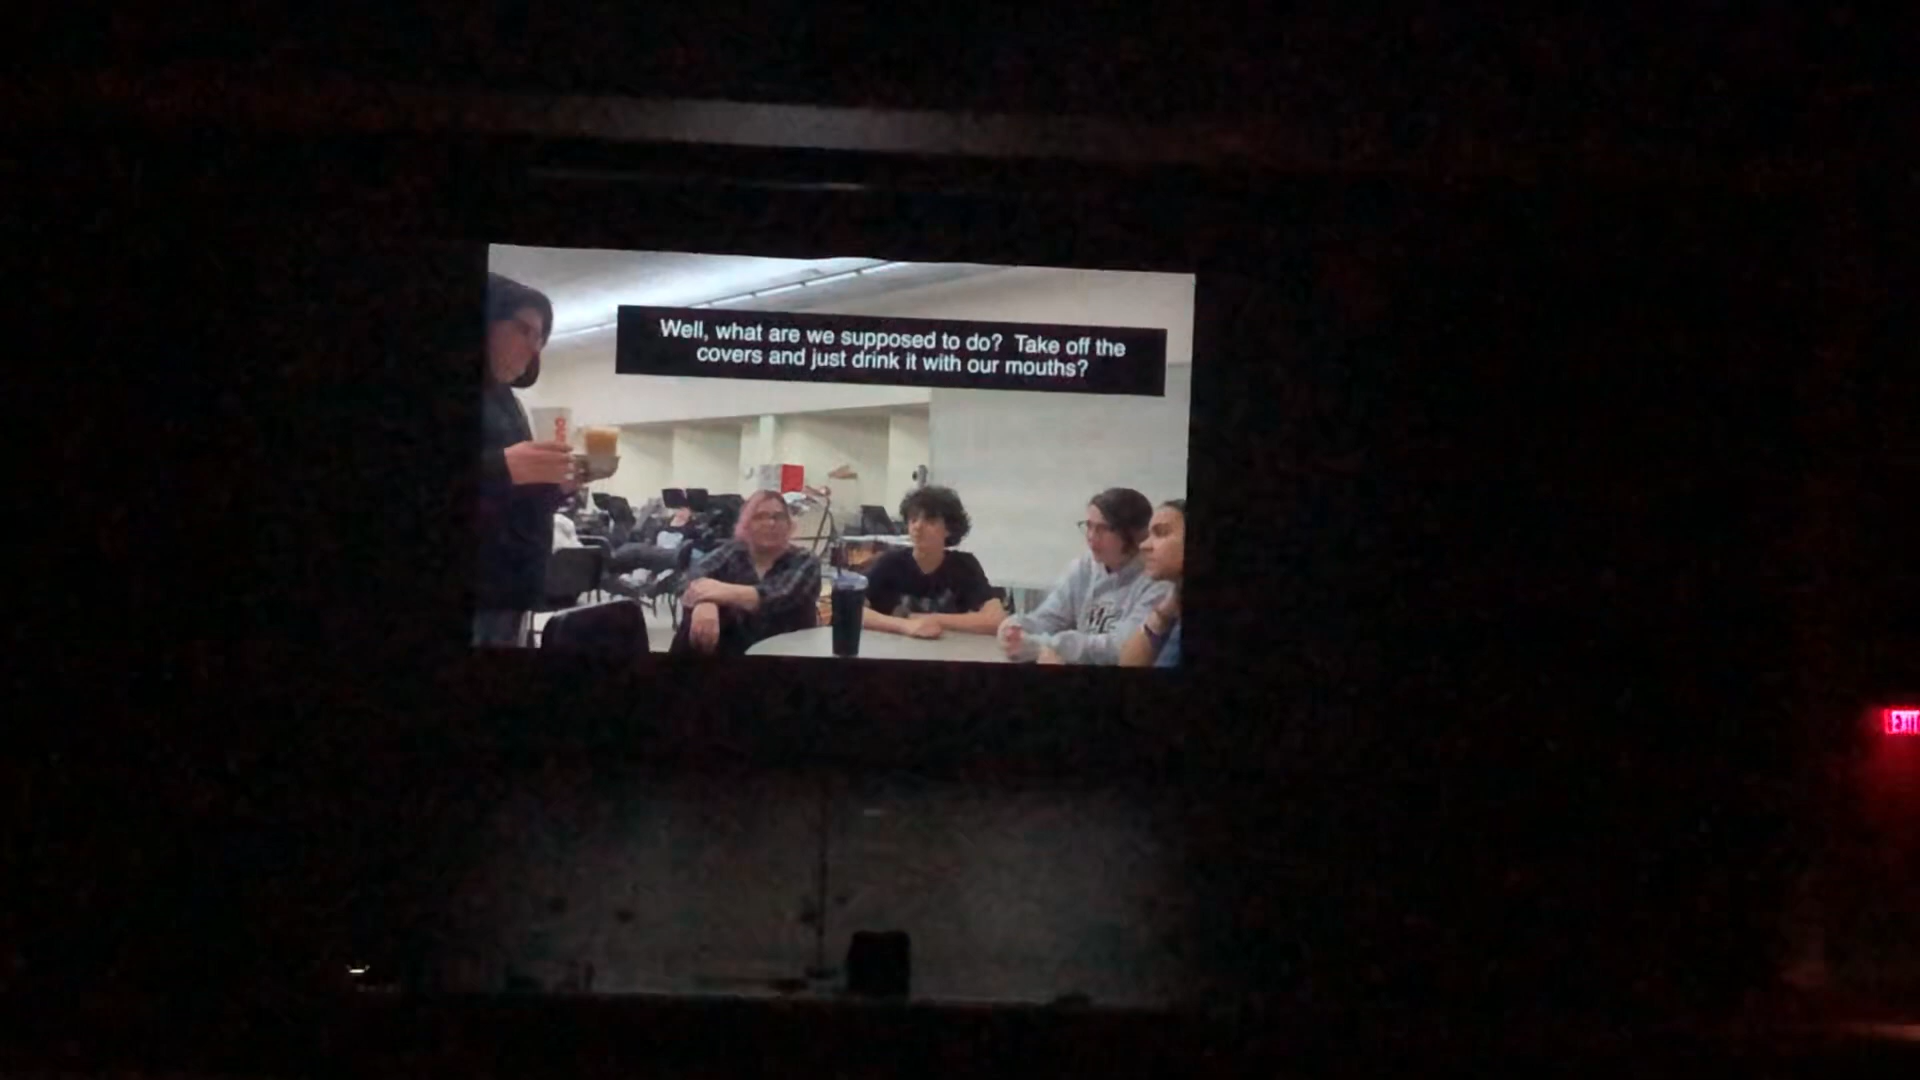 Well, what are we supposed to do?  Take off the
covers and just drink it with our mouths?
DU
EXIT